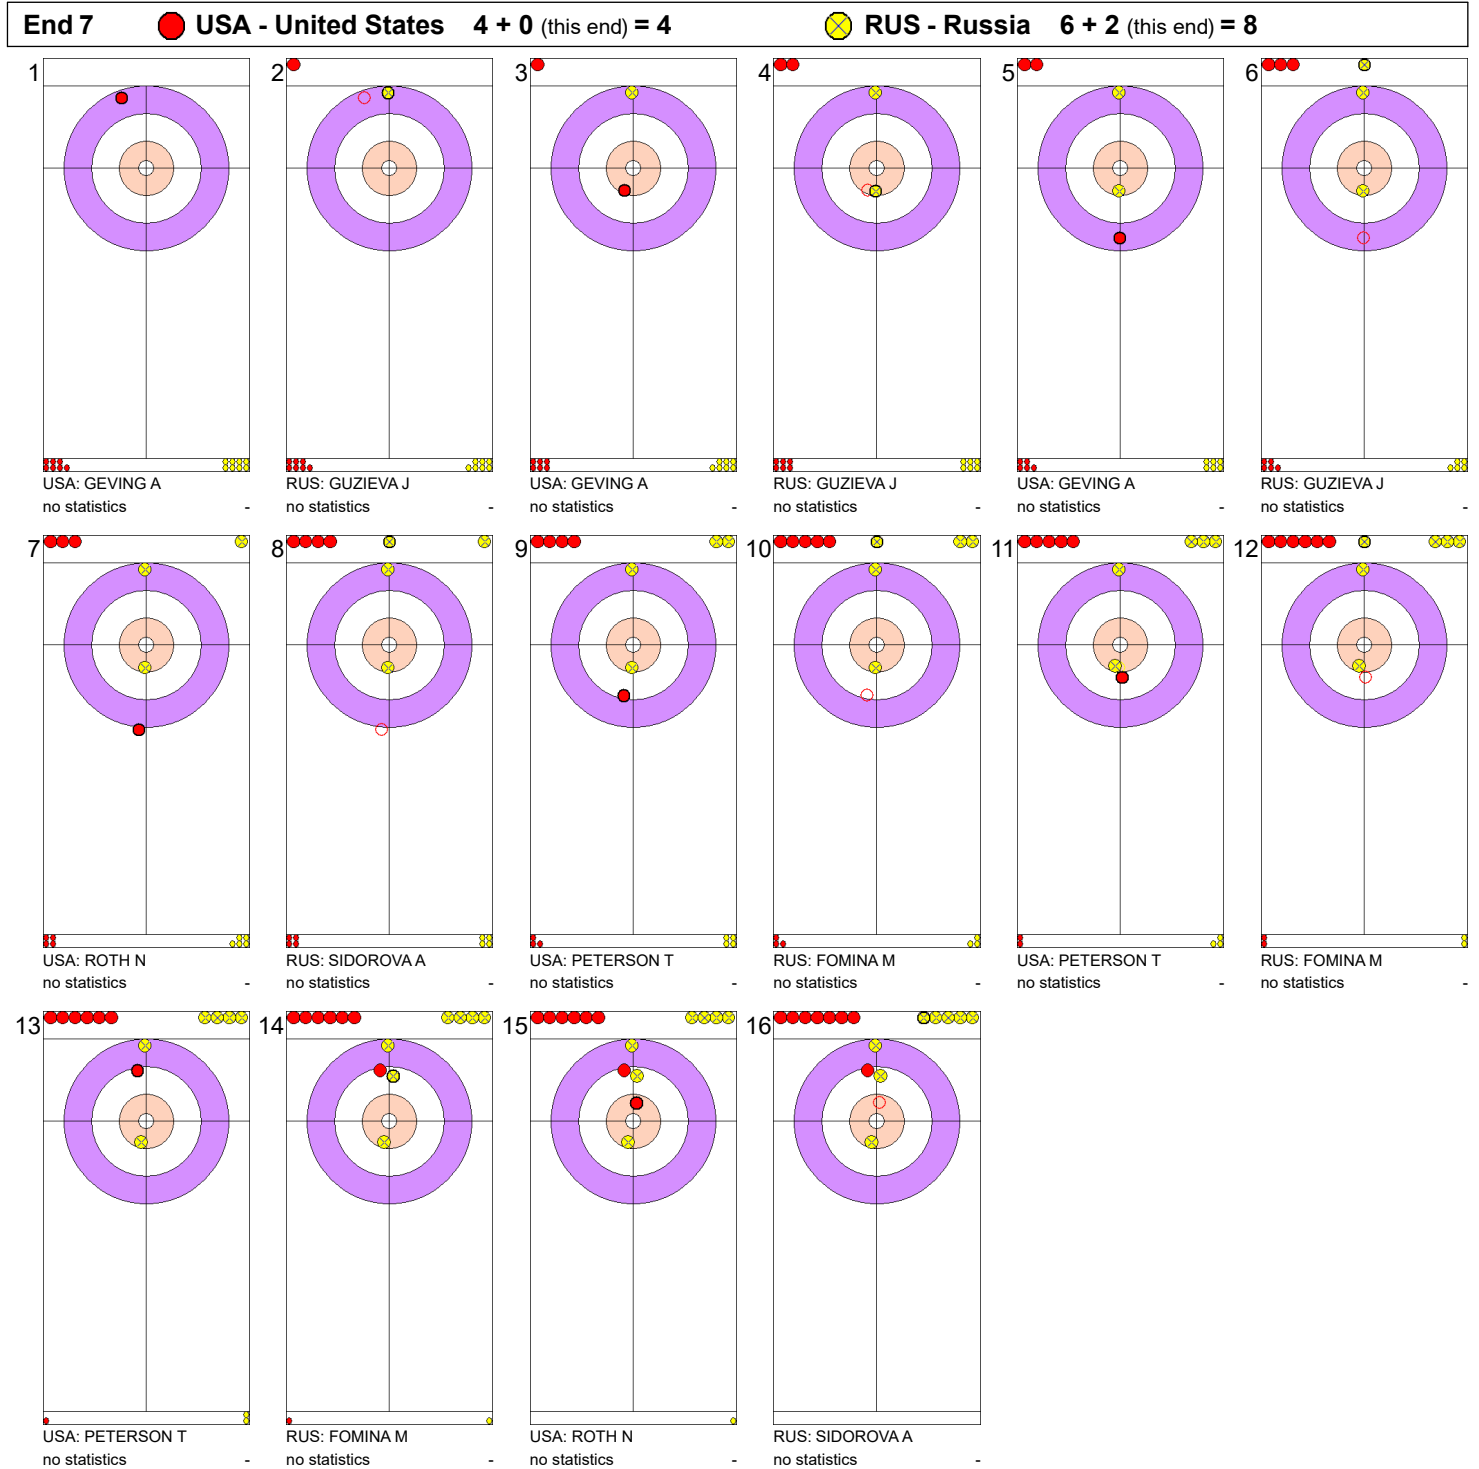 End 7 USA - United States 4 + 0 (this end) = 4 RUS - Russia 6 + 2 (this end) = 8
1 2 3 4 5 6
USA: GEVING A RUS: GUZIEVA J USA: GEVING A RUS: GUZIEVA J USA: GEVING A RUS: GUZIEVA J
no statistics - no statistics - no statistics - no statistics - no statistics - no statistics -
7 8 9 10 11 12
USA: ROTH N RUS: SIDOROVA A USA: PETERSON T RUS: FOMINA M USA: PETERSON T RUS: FOMINA M
no statistics - no statistics - no statistics - no statistics - no statistics - no statistics -
13 14 15 16
USA: PETERSON T RUS: FOMINA M USA: ROTH N RUS: SIDOROVA A
no statistics - no statistics - no statistics - no statistics -